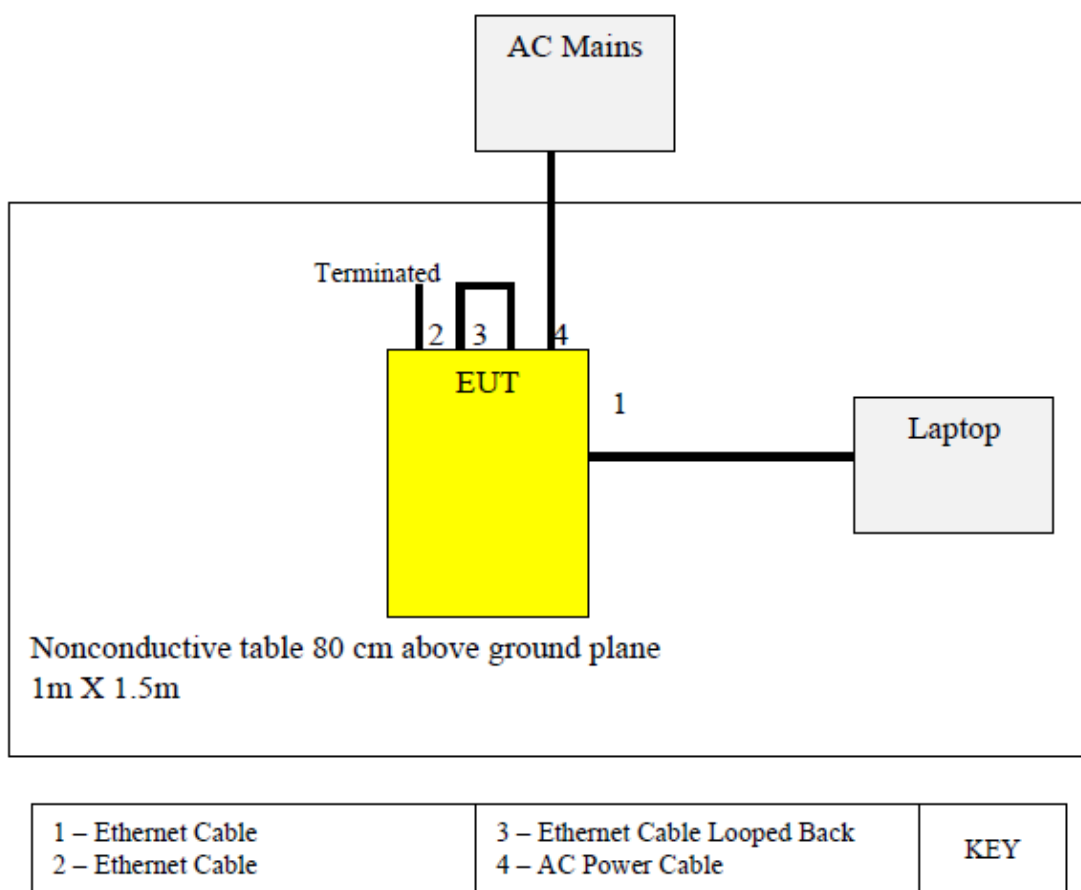 AC Mains
Terminated
2 3 4
EUT
1
Laptop
Nonconductive table 80 cm above ground plane
1m X 1.5m
1 – Ethernet Cable
2 – Ethernet Cable
3 – Ethernet Cable Looped Back
4 – AC Power Cable
KEY